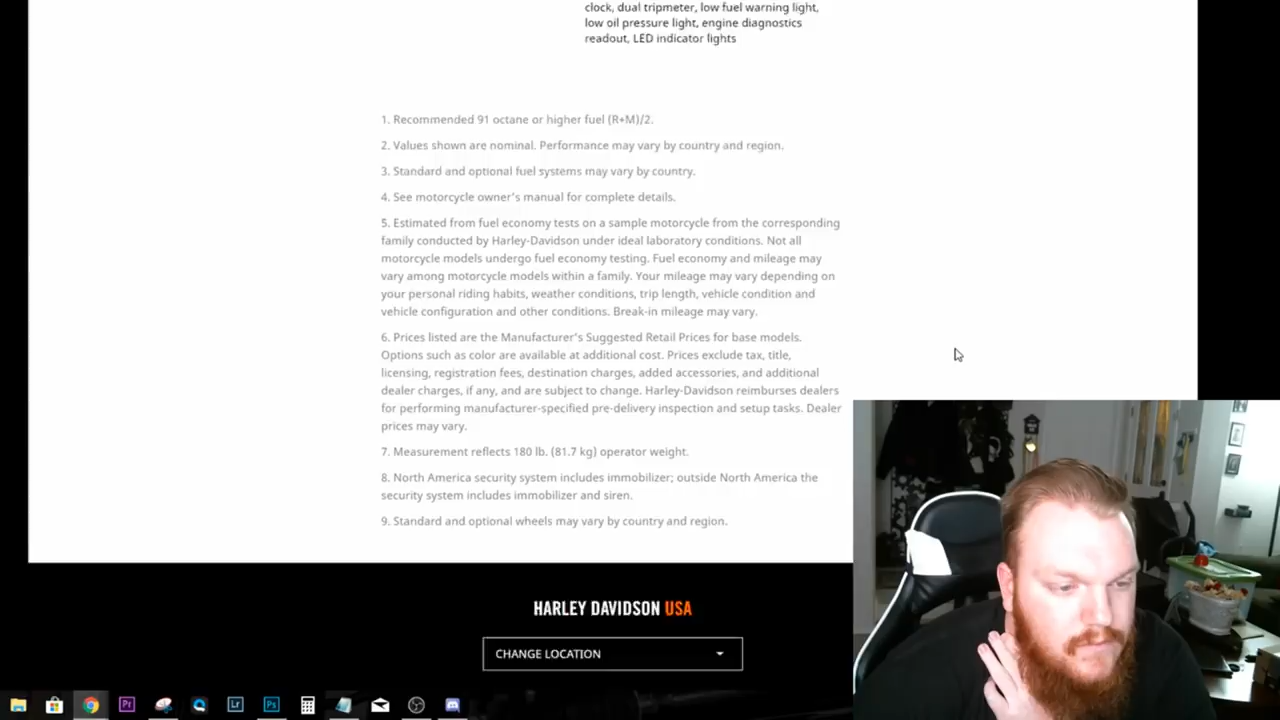 clock, dual tripmeter, low fuel warning light,
low oil pressure light, engine diagnostics
readout, LED indicator lights
1. Recommended 91 octane or higher fuel (R+M)/2.
2. Values shown are nominal. Performance may vary by country and region.
3. Standard and optional fuel systems may vary by country.
4. See motorcycle owner's manual for complete details.
5. Estimated from fuel economy tests on a sample motorcycle from the corresponding
family conducted by Harley-Davidson under ideal laboratory conditions. Not all
motorcycle models undergo fuel economy testing. Fuel economy and mileage may
vary among motorcycle models within a family. Your mileage may vary depending on
your personal riding habits, weather conditions, trip length, vehicle condition and
vehicle configuration and other conditions. Break-in mileage may vary.
6. Prices listed are the Manufacturer's Suggested Retail Prices for base models.
Options such as color are available at additional cost. Prices exclude tax, title,
licensing, registration fees, destination charges, added accessories, and additional
dealer charges, if any, and are subject to change. Harley-Davidson reimburses dealers
for performing manufacturer-specified pre-delivery inspection and setup tasks. Dealer
prices may vary.
7. Measurement reflects 180 lb. (81.7 kg) operator weight.
8. North America security system includes immobilizer; outside North America the
security system includes immobilizer and siren.
9. Standard and optional wheels may vary by country and region.
HARLEY DAVIDSON USA
CHANGE LOCATION
Pr
Lr
Ps